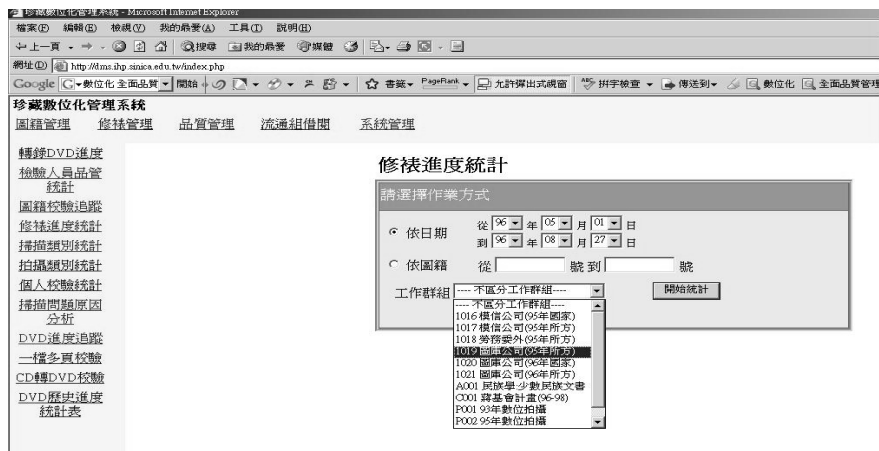 珍藏數位化管理系統 - Microsoft Internet Explorer
檔案(F) 編輯(E) 檢視(V) 我的最愛(A) 工具(T) 說明(H)
上一頁 搜尋 我的最愛 媒體
網址(D) http://dms.ihp.sinica.edu.tw/index.php
Google 數位化 全面品質 開始 書籤 PageRank 允許彈出式視窗 拼字檢查 傳送到 數位化 全面品質管理
珍藏數位化管理系統
圖籍管理 修裱管理 品質管理 流通組借閱 系統管理
轉錄DVD進度
檢驗人員品管
統計
圖籍校驗追蹤
修裱進度統計
掃描類別統計
拍攝類別統計
個人校驗統計
掃描問題原因
分析
DVD進度追蹤
一檔多頁校驗
CD轉DVD校驗
DVD歷史進度
統計表
修裱進度統計
請選擇作業方式
依日期 從 96 年 05 月 01 日
到 96 年 08 月 27 日
依圖籍 從 號 到 號
工作群組 ---- 不區分工作群組---- 開始統計
---- 不區分工作群組----
1016 模信公司(95年國家)
1017 模信公司(95年所方)
1018 勞務委外(95年所方)
1019 圖庫公司(95年所方)
1020 圖庫公司(96年國家)
1021 圖庫公司(96年所方)
A001 民族學-少數民族文書
C001 蔣基會計畫(96-98)
P001 93年數位拍攝
P002 95年數位拍攝